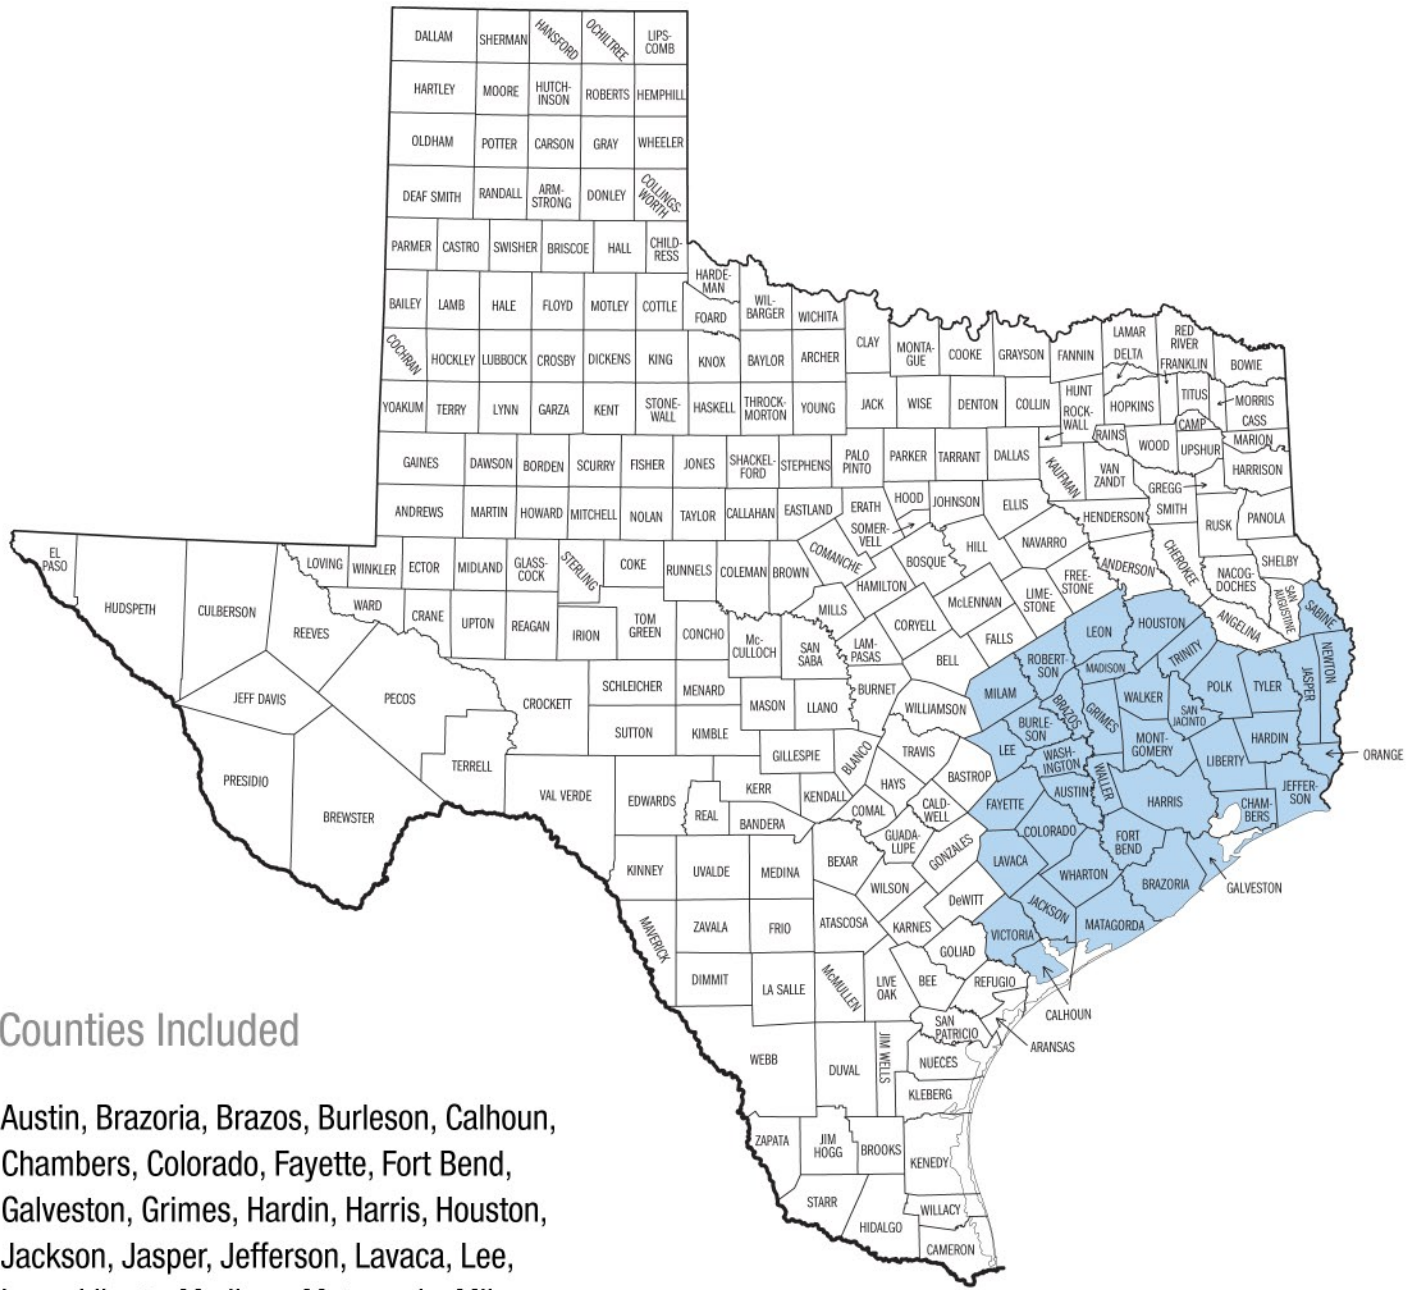 DALLAM
SHERMAN
HANSFORD
OCHILTREE
LIPS-
COMB
HARTLEY
MOORE
HUTCH-
INSON
ROBERTS
HEMPHILL
OLDHAM
POTTER
CARSON
GRAY
WHEELER
DEAF SMITH
RANDALL
ARM-
STRONG
DONLEY
COLLINGS-
WORTH
PARMER
CASTRO
SWISHER
BRISCOE
HALL
CHILD-
RESS
HARDE-
MAN
BAILEY
LAMB
HALE
FLOYD
MOTLEY
COTTLE
FOARD
WIL-
BARGER
WICHITA
CLAY
MONTA-
GUE
COOKE
GRAYSON
FANNIN
LAMAR
DELTA
RED
RIVER
FRANKLIN
BOWIE
COCHRAN
HOCKLEY
LUBBOCK
CROSBY
DICKENS
KING
KNOX
BAYLOR
ARCHER
YOAKUM
TERRY
LYNN
GARZA
KENT
STONE-
WALL
HASKELL
THROCK-
MORTON
YOUNG
JACK
WISE
DENTON
COLLIN
HUNT
ROCK-
WALL
HOPKINS
TITUS
MORRIS
CASS
CAMP
MARION
RAINS
WOOD
UPSHUR
GAINES
DAWSON
BORDEN
SCURRY
FISHER
JONES
SHACKEL-
FORD
STEPHENS
PALO
PINTO
PARKER
TARRANT
DALLAS
KAUFMAN
VAN
ZANDT
HARRISON
GREGG
SMITH
ANDREWS
MARTIN
HOWARD
MITCHELL
NOLAN
TAYLOR
CALLAHAN
EASTLAND
ERATH
HOOD
JOHNSON
ELLIS
HENDERSON
RUSK
PANOLA
SOMER-
VELL
COMANCHE
BOSQUE
HILL
NAVARRO
EL
PASO
HUDSPETH
CULBERSON
LOVING
WINKLER
ECTOR
MIDLAND
GLASS-
COCK
STERLING
COKE
RUNNELS
COLEMAN
BROWN
HAMILTON
FREE-
STONE
ANDERSON
CHEROKEE
NACOG-
DOCHES
SHELBY
SAN
AUGUSTINE
SABINE
REEVES
WARD
CRANE
UPTON
REAGAN
IRION
TOM
GREEN
CONCHO
Mc-
CULLOCH
SAN
SABA
MILLS
LAM-
PASAS
CORYELL
McLENNAN
LIME-
STONE
FALLS
BELL
LEON
HOUSTON
ANGELINA
TRINITY
NEWTON
JEFF DAVIS
PECOS
CROCKETT
SCHLEICHER
MENARD
MASON
LLANO
BURNET
WILLIAMSON
MILAM
ROBERT-
SON
MADISON
BRAZOS
GRIMES
WALKER
SAN
JACINTO
POLK
TYLER
JASPER
TERRELL
SUTTON
KIMBLE
GILLESPIE
BLANCO
TRAVIS
LEE
BURLE-
SON
WASH-
INGTON
MONT-
GOMERY
LIBERTY
HARDIN
ORANGE
PRESIDIO
BREWSTER
VAL VERDE
EDWARDS
REAL
KERR
BANDERA
KENDALL
HAYS
COMAL
CALD-
WELL
BASTROP
FAYETTE
AUSTIN
WALLER
HARRIS
CHAM-
BERS
JEFFER-
SON
KINNEY
UVALDE
MEDINA
BEXAR
GUADA-
LUPE
GONZALES
LAVACA
COLORADO
FORT
BEND
WHARTON
BRAZORIA
GALVESTON
MAVERICK
ZAVALA
FRIO
ATASCOSA
WILSON
KARNES
DeWITT
VICTORIA
JACKSON
MATAGORDA
DIMMIT
LA SALLE
McMULLEN
LIVE
OAK
BEE
GOLIAD
REFUGIO
CALHOUN
ARANSAS
SAN
PATRICIO
WEBB
DUVAL
JIM WELLS
NUECES
KLEBERG
ZAPATA
JIM
HOGG
BROOKS
KENEDY
STARR
HIDALGO
WILLACY
CAMERON
Counties Included
Austin, Brazoria, Brazos, Burleson, Calhoun,
Chambers, Colorado, Fayette, Fort Bend,
Galveston, Grimes, Hardin, Harris, Houston,
Jackson, Jasper, Jefferson, Lavaca, Lee,